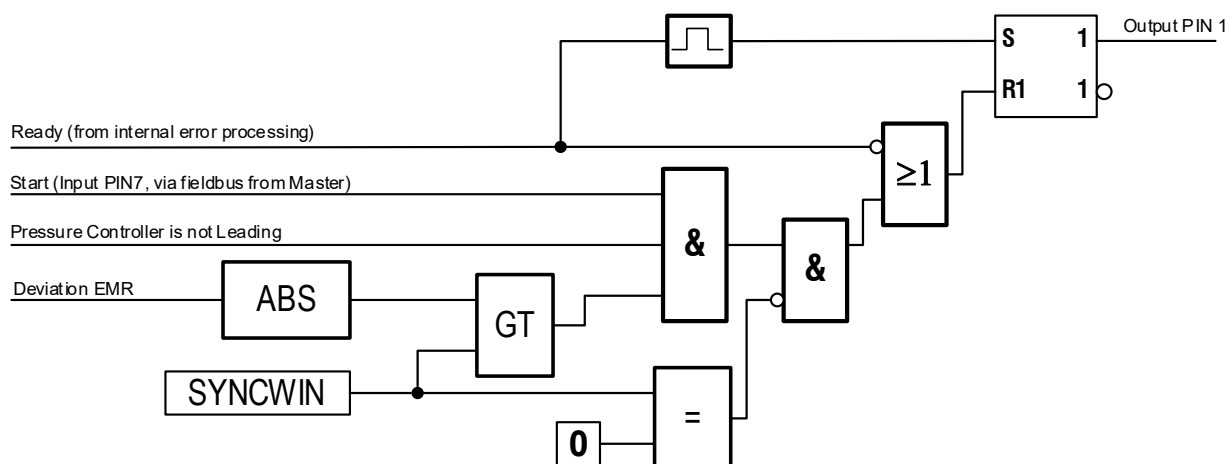 Output PIN 1
S 1
R1 1
Ready (from internal error processing)
≥1
Start (Input PIN7, via fieldbus from Master)
Pressure Controller is not Leading
&
&
Deviation EMR
ABS
GT
SYNCWIN
=
0